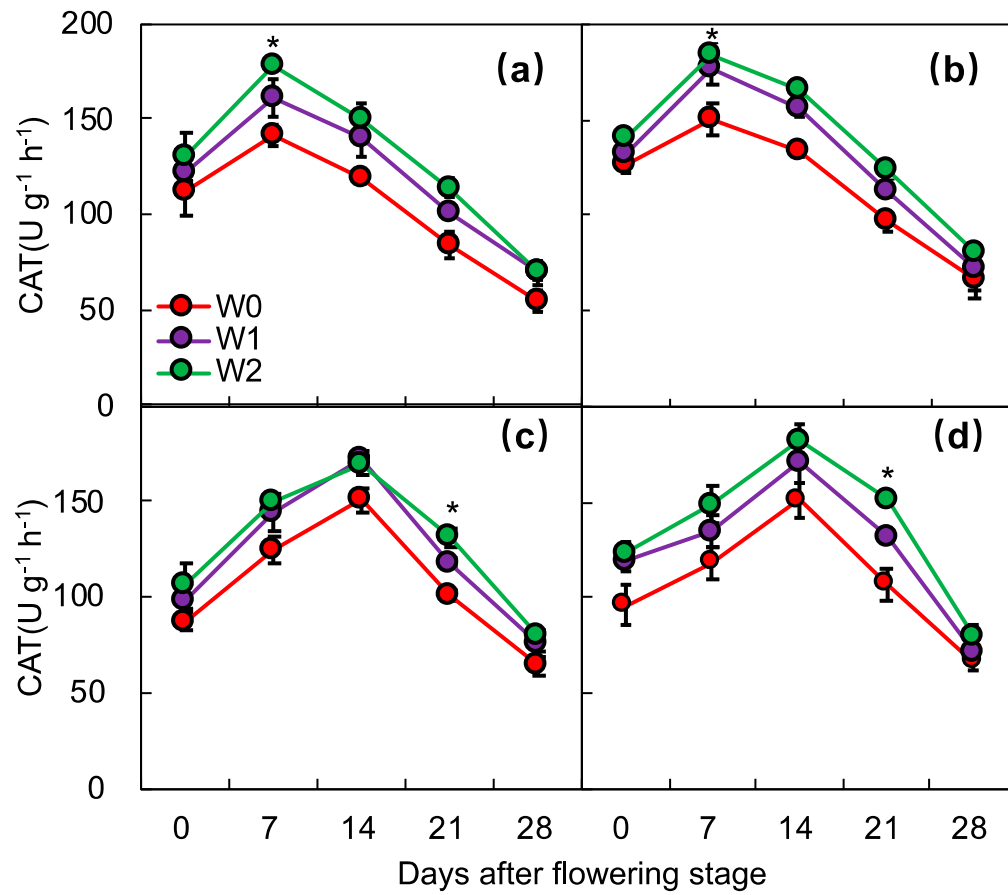 200
150
100
50
0
CAT(U g⁻¹ h⁻¹)
*
(a)
W0
W1
W2
*
(b)
150
100
50
0
CAT(U g⁻¹ h⁻¹)
*
(c)
*
(d)
0 7 14 21 28 0 7 14 21 28
Days after flowering stage